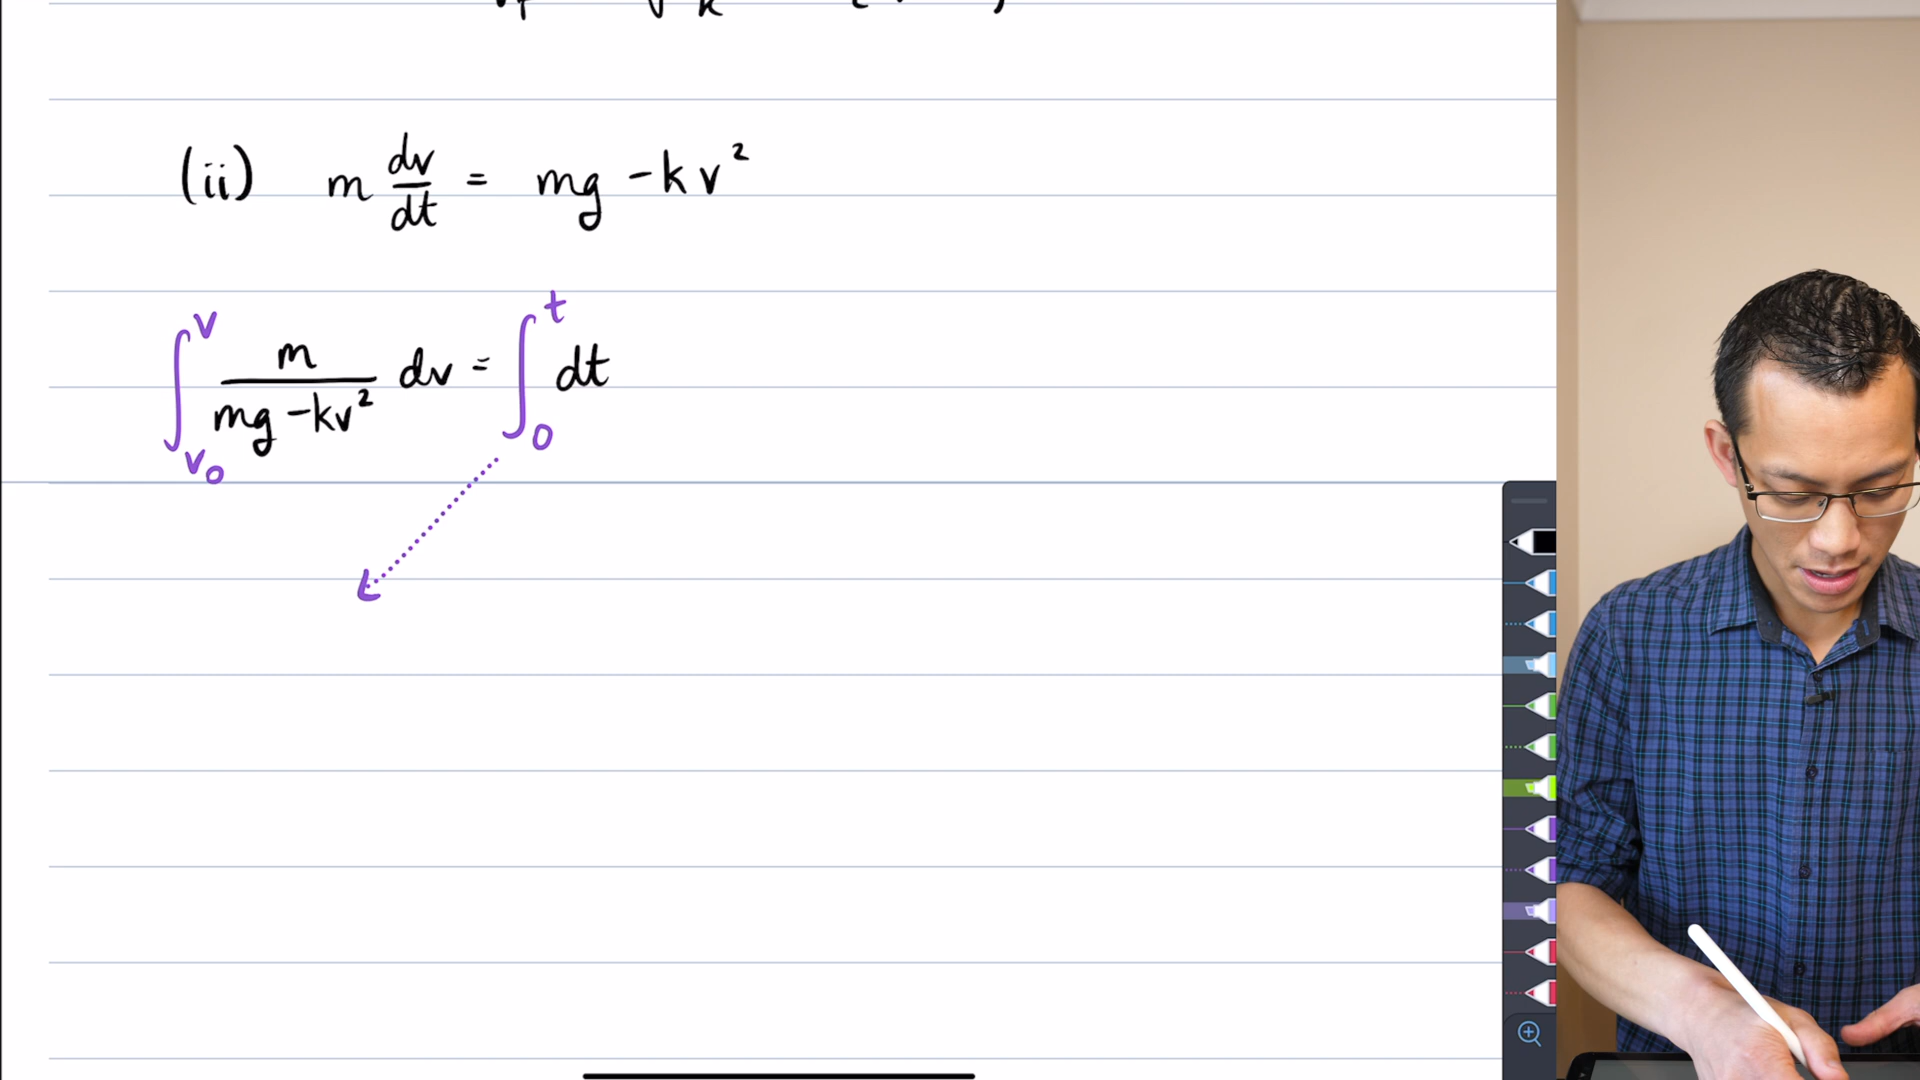 (ii) m dv/dt = mg - kv²
∫_{v₀}^{v} m/(mg - kv²) dv = ∫_{0}^{t} dt